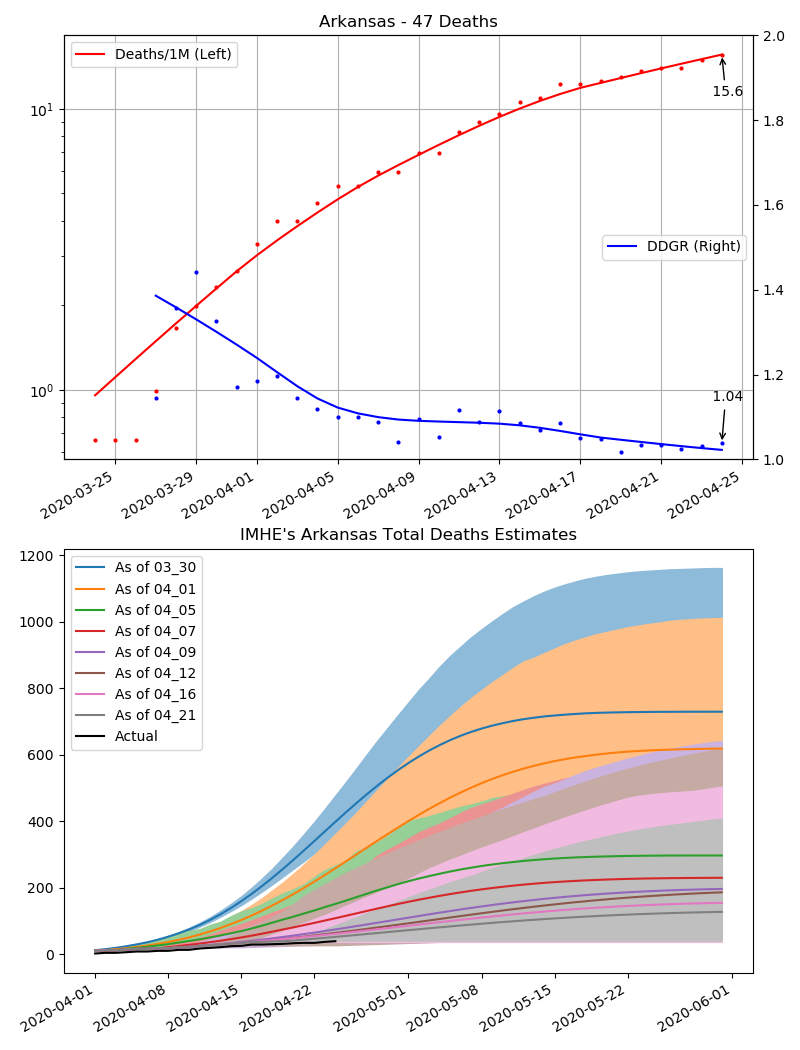 Arkansas - 47 Deaths
Deaths/1M (Left)
2.0
1.8
1.6
1.4
1.2
1.0
10¹
10⁰
15.6
DDGR (Right)
1.04
2020-03-25
2020-03-29
2020-04-01
2020-04-05
2020-04-09
2020-04-13
2020-04-17
2020-04-21
2020-04-25
IMHE's Arkansas Total Deaths Estimates
1200
1000
800
600
400
200
0
As of 03_30
As of 04_01
As of 04_05
As of 04_07
As of 04_09
As of 04_12
As of 04_16
As of 04_21
Actual
2020-04-01
2020-04-08
2020-04-15
2020-04-22
2020-05-01
2020-05-08
2020-05-15
2020-05-22
2020-06-01